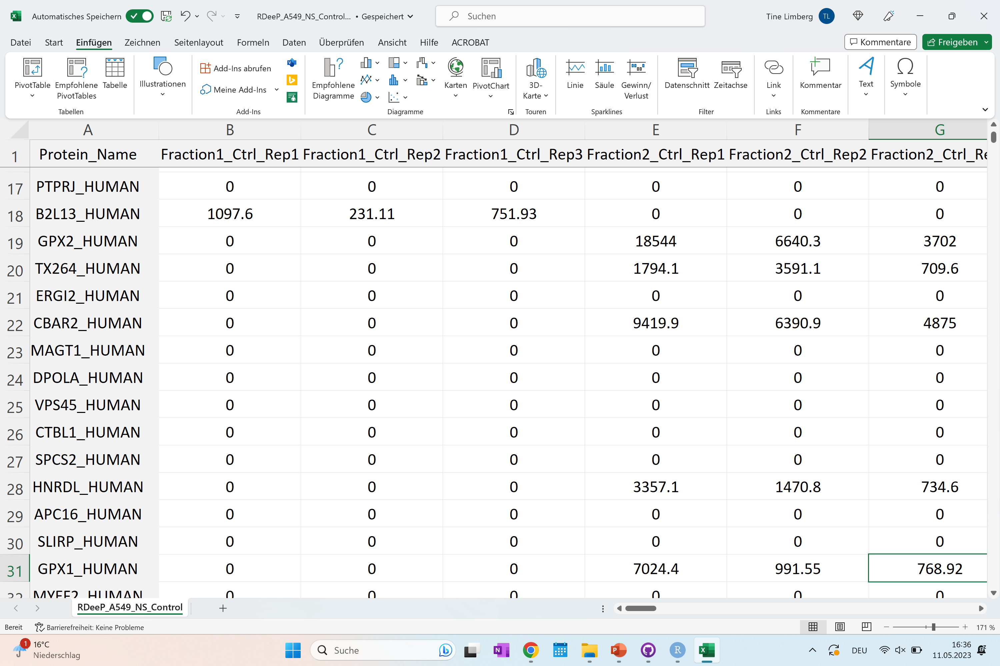 Automatisches Speichern RDeeP_A549_NS_Control... • Gespeichert Suchen Tine Limberg TL
Datei Start Einfügen Zeichnen Seitenlayout Formeln Daten Überprüfen Ansicht Hilfe ACROBAT Kommentare Freigeben
PivotTable Empfohlene PivotTables Tabelle Illustrationen Add-Ins abrufen Meine Add-Ins Empfohlene Diagramme Karten PivotChart 3D-Karte Linie Säule Gewinn/Verlust Datenschnitt Zeitachse Link Kommentar Text Symbole
Tabellen Add-Ins Diagramme Touren Sparklines Filter Links Kommentare
A B C D E F G
1 Protein_Name Fraction1_Ctrl_Rep1 Fraction1_Ctrl_Rep2 Fraction1_Ctrl_Rep3 Fraction2_Ctrl_Rep1 Fraction2_Ctrl_Rep2 Fraction2_Ctrl_Re
17 PTPRJ_HUMAN 0 0 0 0 0 0
18 B2L13_HUMAN 1097.6 231.11 751.93 0 0 0
19 GPX2_HUMAN 0 0 0 18544 6640.3 3702
20 TX264_HUMAN 0 0 0 1794.1 3591.1 709.6
21 ERGI2_HUMAN 0 0 0 0 0 0
22 CBAR2_HUMAN 0 0 0 9419.9 6390.9 4875
23 MAGT1_HUMAN 0 0 0 0 0 0
24 DPOLA_HUMAN 0 0 0 0 0 0
25 VPS45_HUMAN 0 0 0 0 0 0
26 CTBL1_HUMAN 0 0 0 0 0 0
27 SPCS2_HUMAN 0 0 0 0 0 0
28 HNRDL_HUMAN 0 0 0 3357.1 1470.8 734.6
29 APC16_HUMAN 0 0 0 0 0 0
30 SLIRP_HUMAN 0 0 0 0 0 0
31 GPX1_HUMAN 0 0 0 7024.4 991.55 768.92
32 MYEF2_HUMAN 0 0 0 0 0 0
RDeeP_A549_NS_Control
Bereit Barrierefreiheit: Keine Probleme 171 %
1 16°C Niederschlag Suche DEU 16:36
11.05.2023